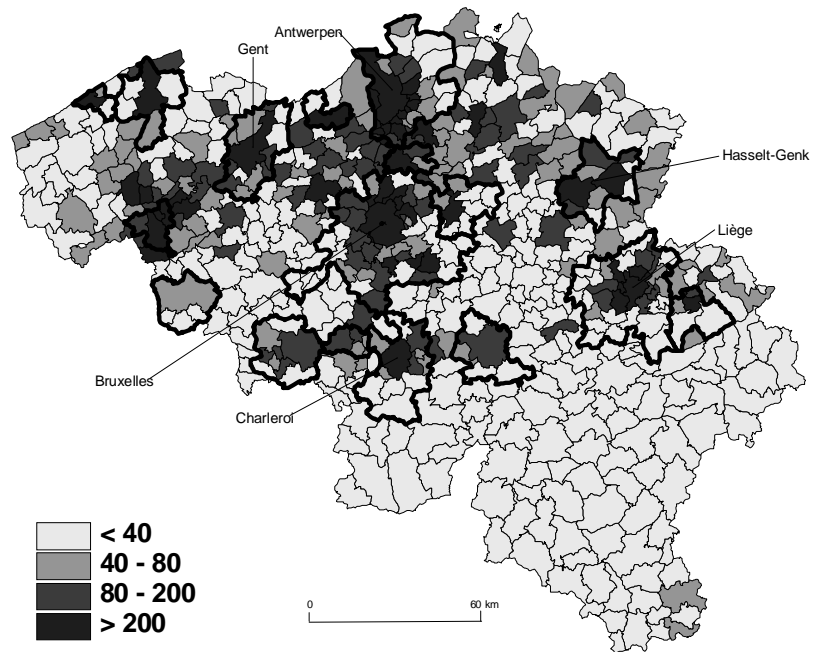 Antwerpen
Gent
Hasselt-Genk
Liège
Bruxelles
Charleroi
< 40
40 - 80
80 - 200
> 200
0 60 km